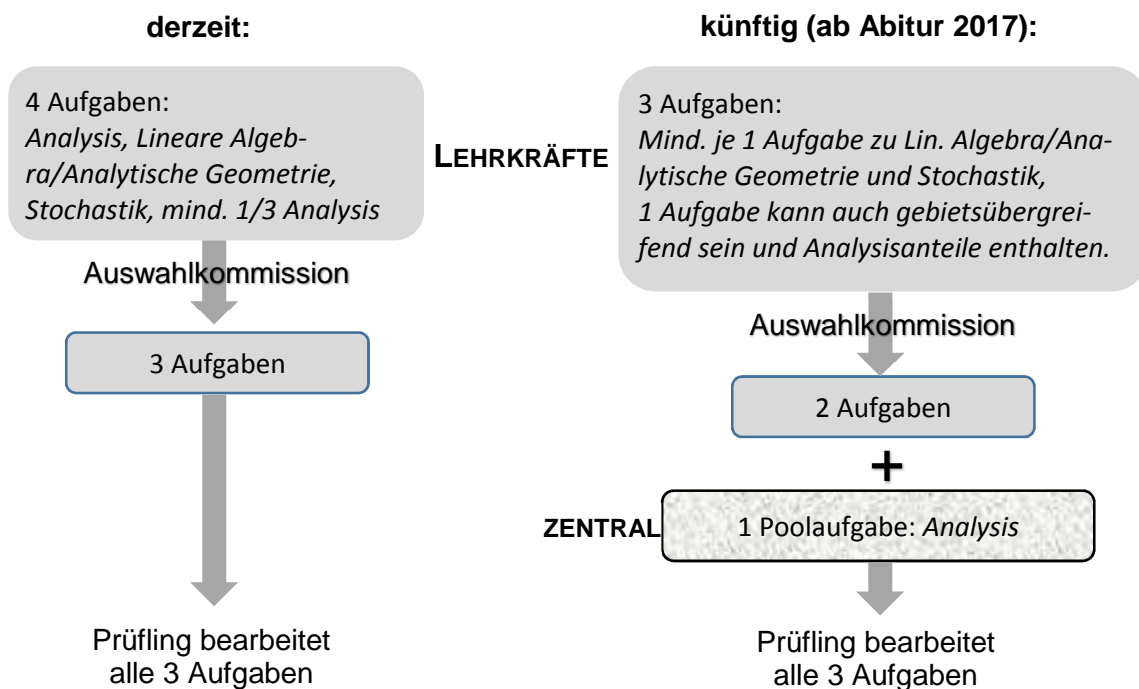 derzeit:
4 Aufgaben:
Analysis, Lineare Algeb-
ra/Analytische Geometrie,
Stochastik, mind. 1/3 Analysis
Auswahlkommission
3 Aufgaben
Prüfling bearbeitet
alle 3 Aufgaben
LEHRKRÄFTE
künftig (ab Abitur 2017):
3 Aufgaben:
Mind. je 1 Aufgabe zu Lin. Algebra/Ana-
lytische Geometrie und Stochastik,
1 Aufgabe kann auch gebietsübergrei-
fend sein und Analysisanteile enthalten.
Auswahlkommission
2 Aufgaben
+
ZENTRAL
1 Poolaufgabe: Analysis
Prüfling bearbeitet
alle 3 Aufgaben